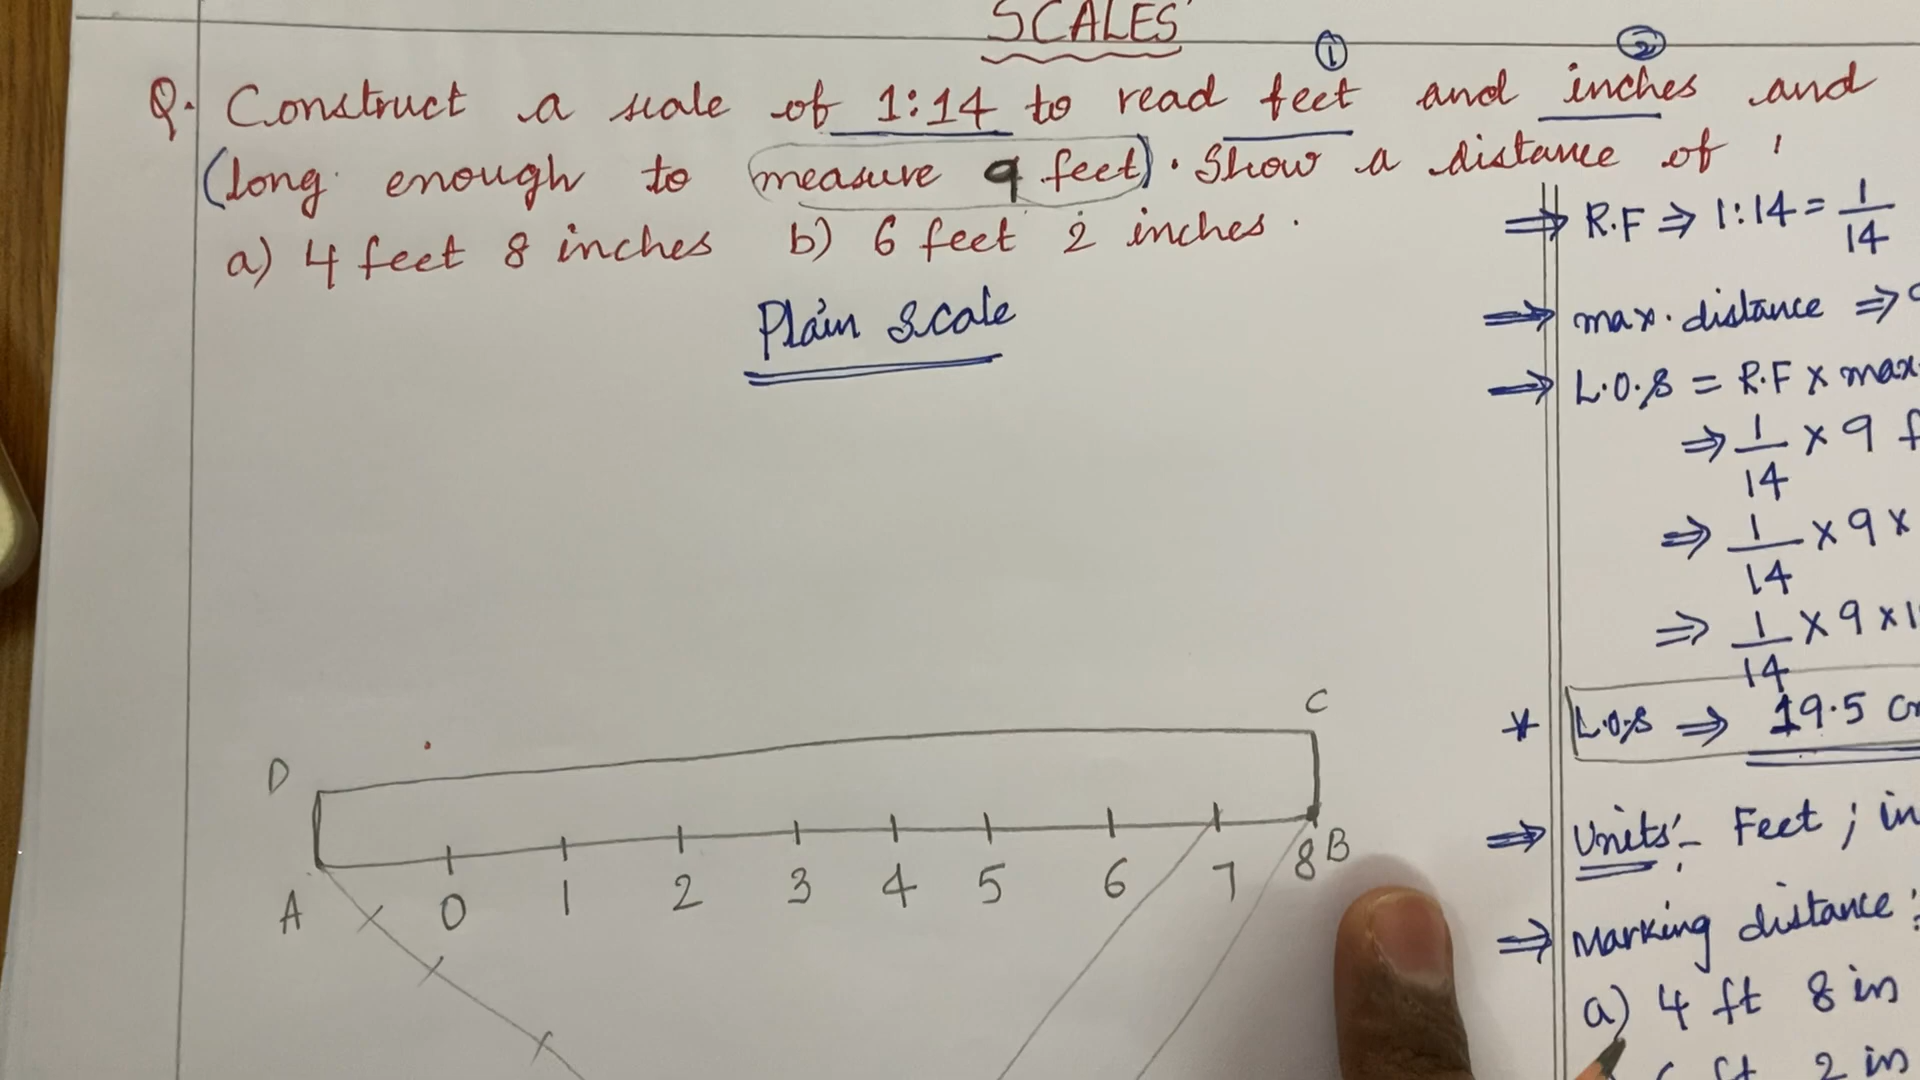 SCALES
① ②
Q. Construct a scale of 1:14 to read feet and inches and
(long enough to measure 9 feet). Show a distance of
a) 4 feet 8 inches b) 6 feet 2 inches.
Plain Scale
⇒ R.F ⇒ 1:14 = 1/14
⇒ max. distance ⇒
⇒ L.O.S = R.F × max
⇒ 1/14 × 9
⇒ 1/14 × 9 ×
⇒ 1/14 × 9 × 1
* L.O.S ⇒ 19.5
⇒ Units:- Feet ; in
⇒ Marking distance:
a) 4 ft 8 in
ft 2 in
D C
A 0 1 2 3 4 5 6 7 8 B